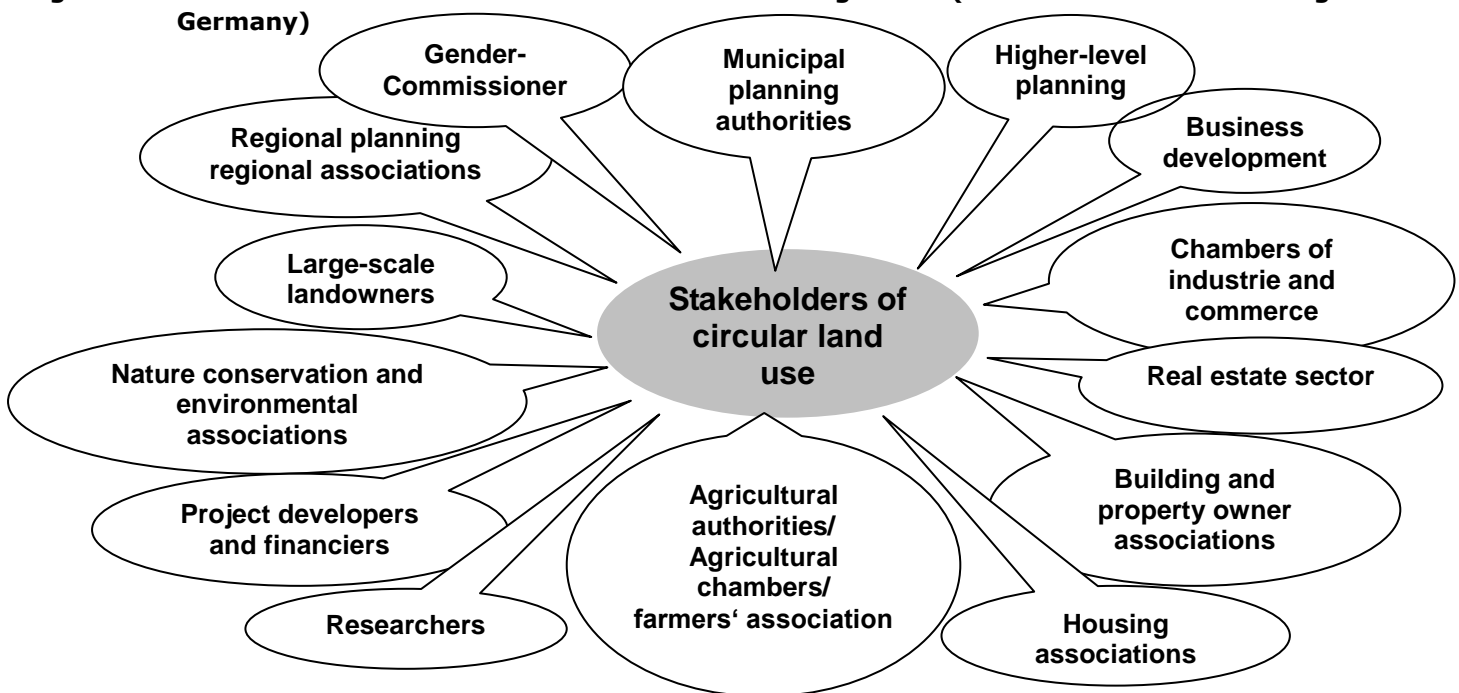 Germany)
Gender-
Commissioner
Municipal
planning
authorities
Higher-level
planning
Regional planning
regional associations
Business
development
Large-scale
landowners
Stakeholders of
circular land
use
Chambers of
industrie and
commerce
Nature conservation and
environmental
associations
Real estate sector
Project developers
and financiers
Agricultural
authorities/
Agricultural
chambers/
farmers‘ association
Building and
property owner
associations
Researchers
Housing
associations